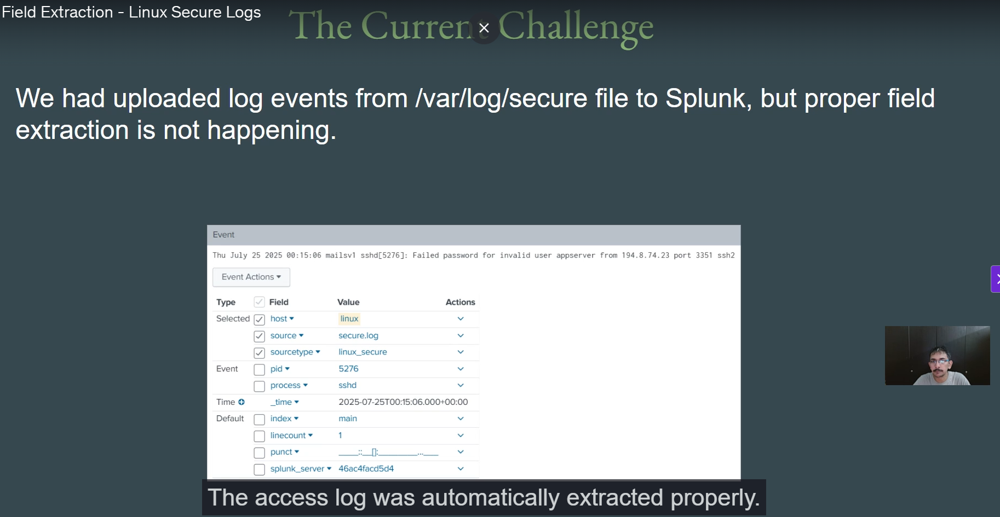 Field Extraction - Linux Secure Logs
The Current Challenge
We had uploaded log events from /var/log/secure file to Splunk, but proper field
extraction is not happening.
Event
Thu July 25 2025 00:15:06 mailsv1 sshd[5276]: Failed password for invalid user appserver from 194.8.74.23 port 3351 ssh2
Event Actions
Type Field Value Actions
Selected host linux
source secure.log
sourcetype linux_secure
Event pid 5276
process sshd
Time _time 2025-07-25T00:15:06.000+00:00
Default index main
linecount 1
punct ____::__[]:__________...____
splunk_server 46ac4facd5d4
The access log was automatically extracted properly.